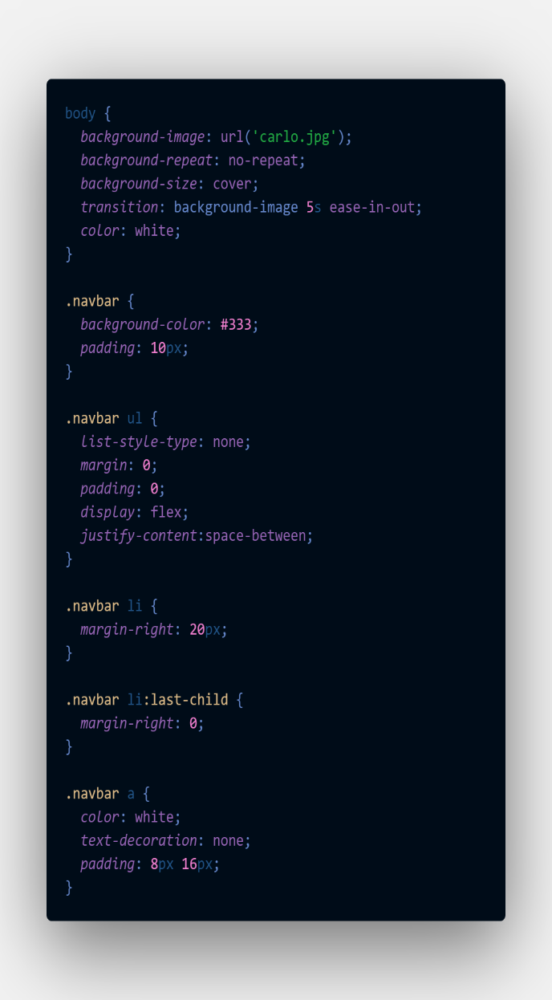 body {
  background-image: url('carlo.jpg');
  background-repeat: no-repeat;
  background-size: cover;
  transition: background-image 5s ease-in-out;
  color: white;
}

.navbar {
  background-color: #333;
  padding: 10px;
}

.navbar ul {
  list-style-type: none;
  margin: 0;
  padding: 0;
  display: flex;
  justify-content:space-between;
}

.navbar li {
  margin-right: 20px;
}

.navbar li:last-child {
  margin-right: 0;
}

.navbar a {
  color: white;
  text-decoration: none;
  padding: 8px 16px;
}